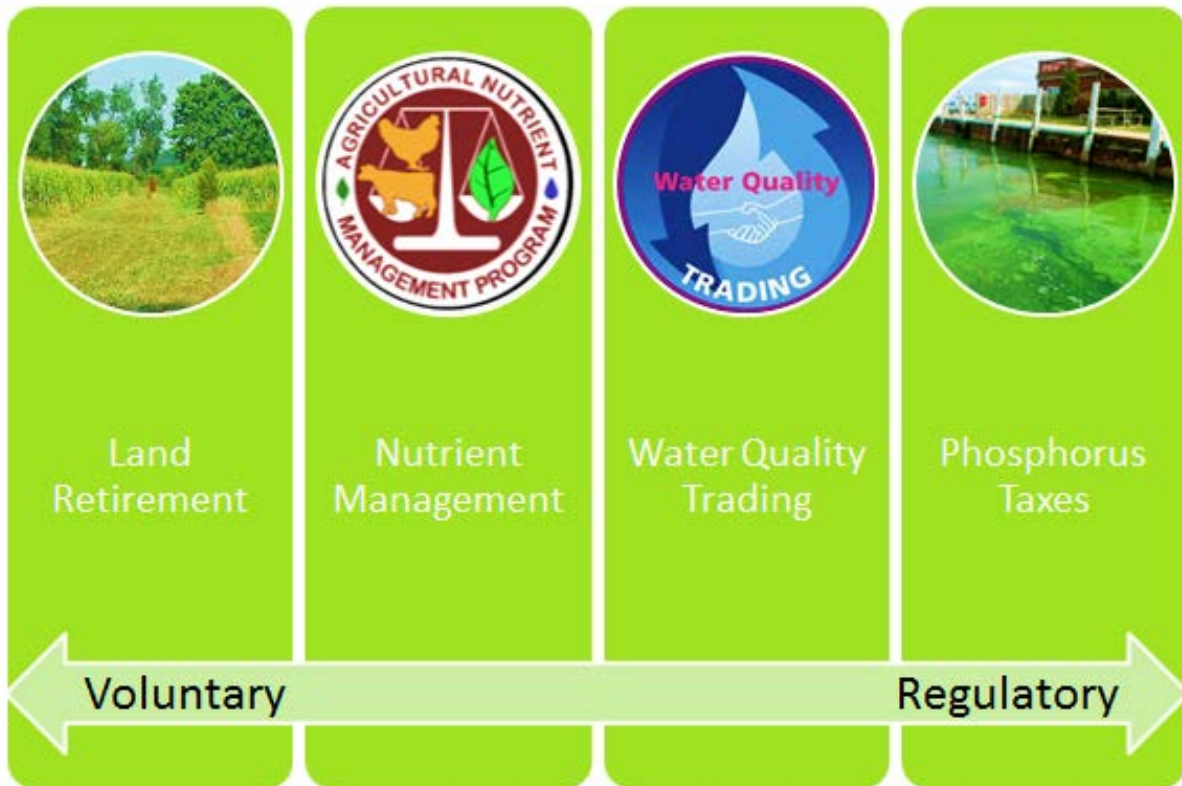 AGRICULTURAL NUTRIENT
MANAGEMENT PROGRAM
Water Quality
TRADING
Land
Retirement
Nutrient
Management
Water Quality
Trading
Phosphorus
Taxes
Voluntary
Regulatory